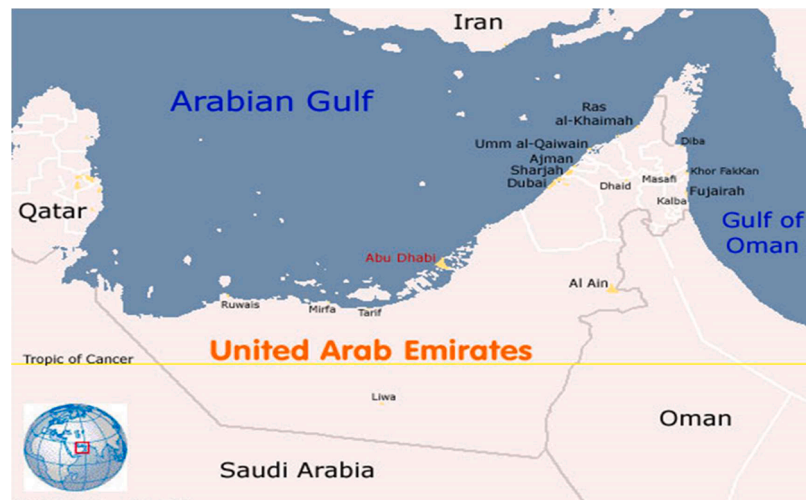 Iran
Arabian Gulf
Ras
al-Khaimah
Umm al-Qaiwain
Ajman
Sharjah
Dubai
Diba
Khor FakKan
Masafi
Dhaid
Fujairah
Kalba
Qatar
Gulf of
Oman
Abu Dhabi
Al Ain
Ruwais
Mirfa
Tarif
United Arab Emirates
Tropic of Cancer
Liwa
Oman
Saudi Arabia